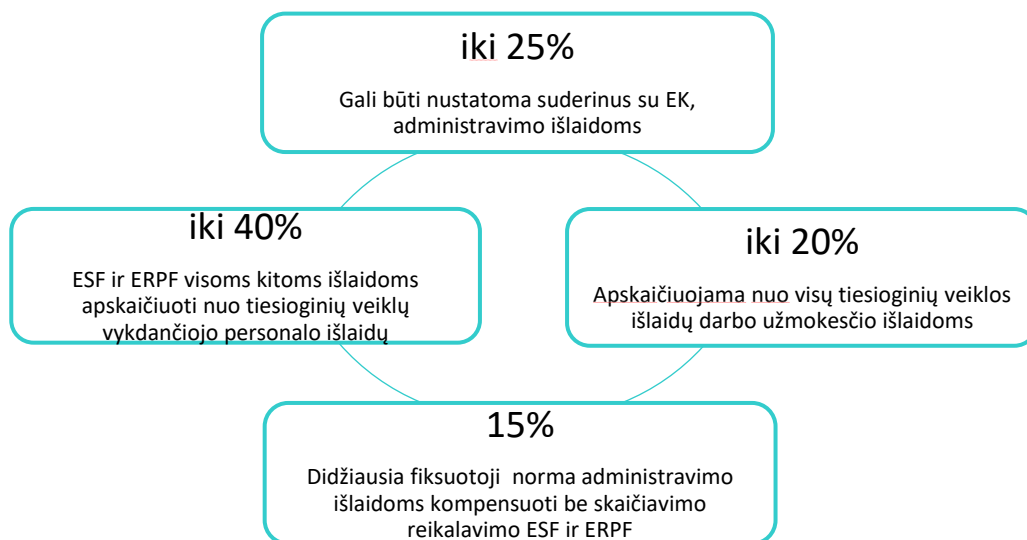 iki 25%
Gali būti nustatoma suderinus su EK,
administravimo išlaidoms
iki 40%
ESF ir ERPF visoms kitoms išlaidoms
apskaičiuoti nuo tiesioginių veiklų
vykdančiojo personalo išlaidų
iki 20%
Apskaičiuojama nuo visų tiesioginių veiklos
išlaidų darbo užmokesčio išlaidoms
15%
Didžiausia fiksuotoji  norma administravimo
išlaidoms kompensuoti be skaičiavimo
reikalavimo ESF ir ERPF